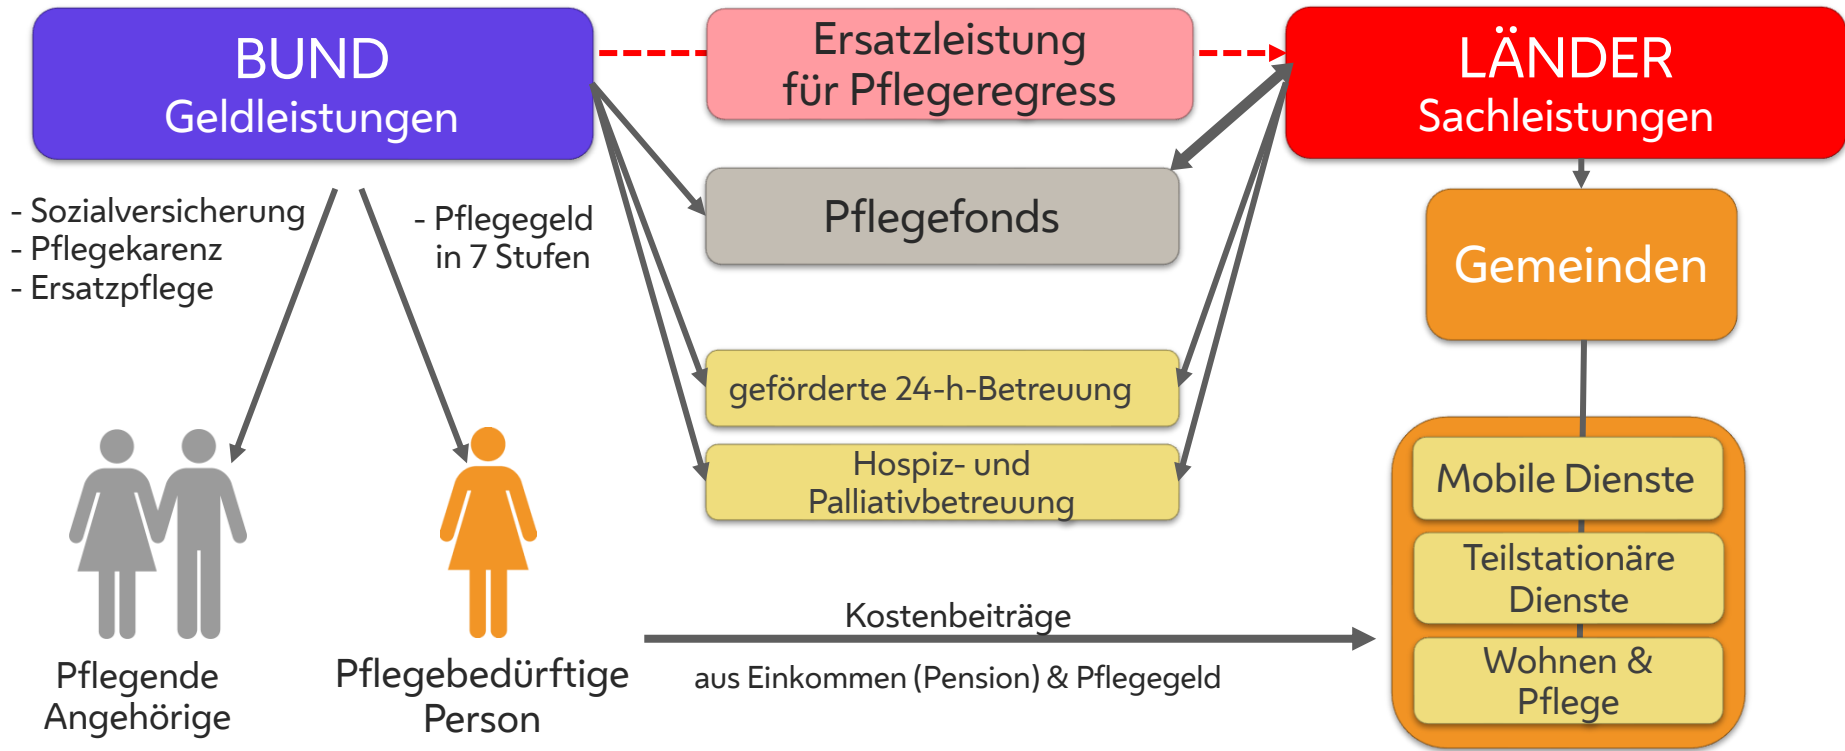 BUND
Geldleistungen
Ersatzleistung
für Pflegeregress
LÄNDER
Sachleistungen
- Sozialversicherung
- Pflegekarenz
- Ersatzpflege
- Pflegegeld
in 7 Stufen
Pflegefonds
Gemeinden
geförderte 24-h-Betreuung
Hospiz- und
Palliativbetreuung
Mobile Dienste
Teilstationäre
Dienste
Wohnen &
Pflege
Kostenbeiträge
aus Einkommen (Pension) & Pflegegeld
Pflegende
Angehörige
Pflegebedürftige
Person